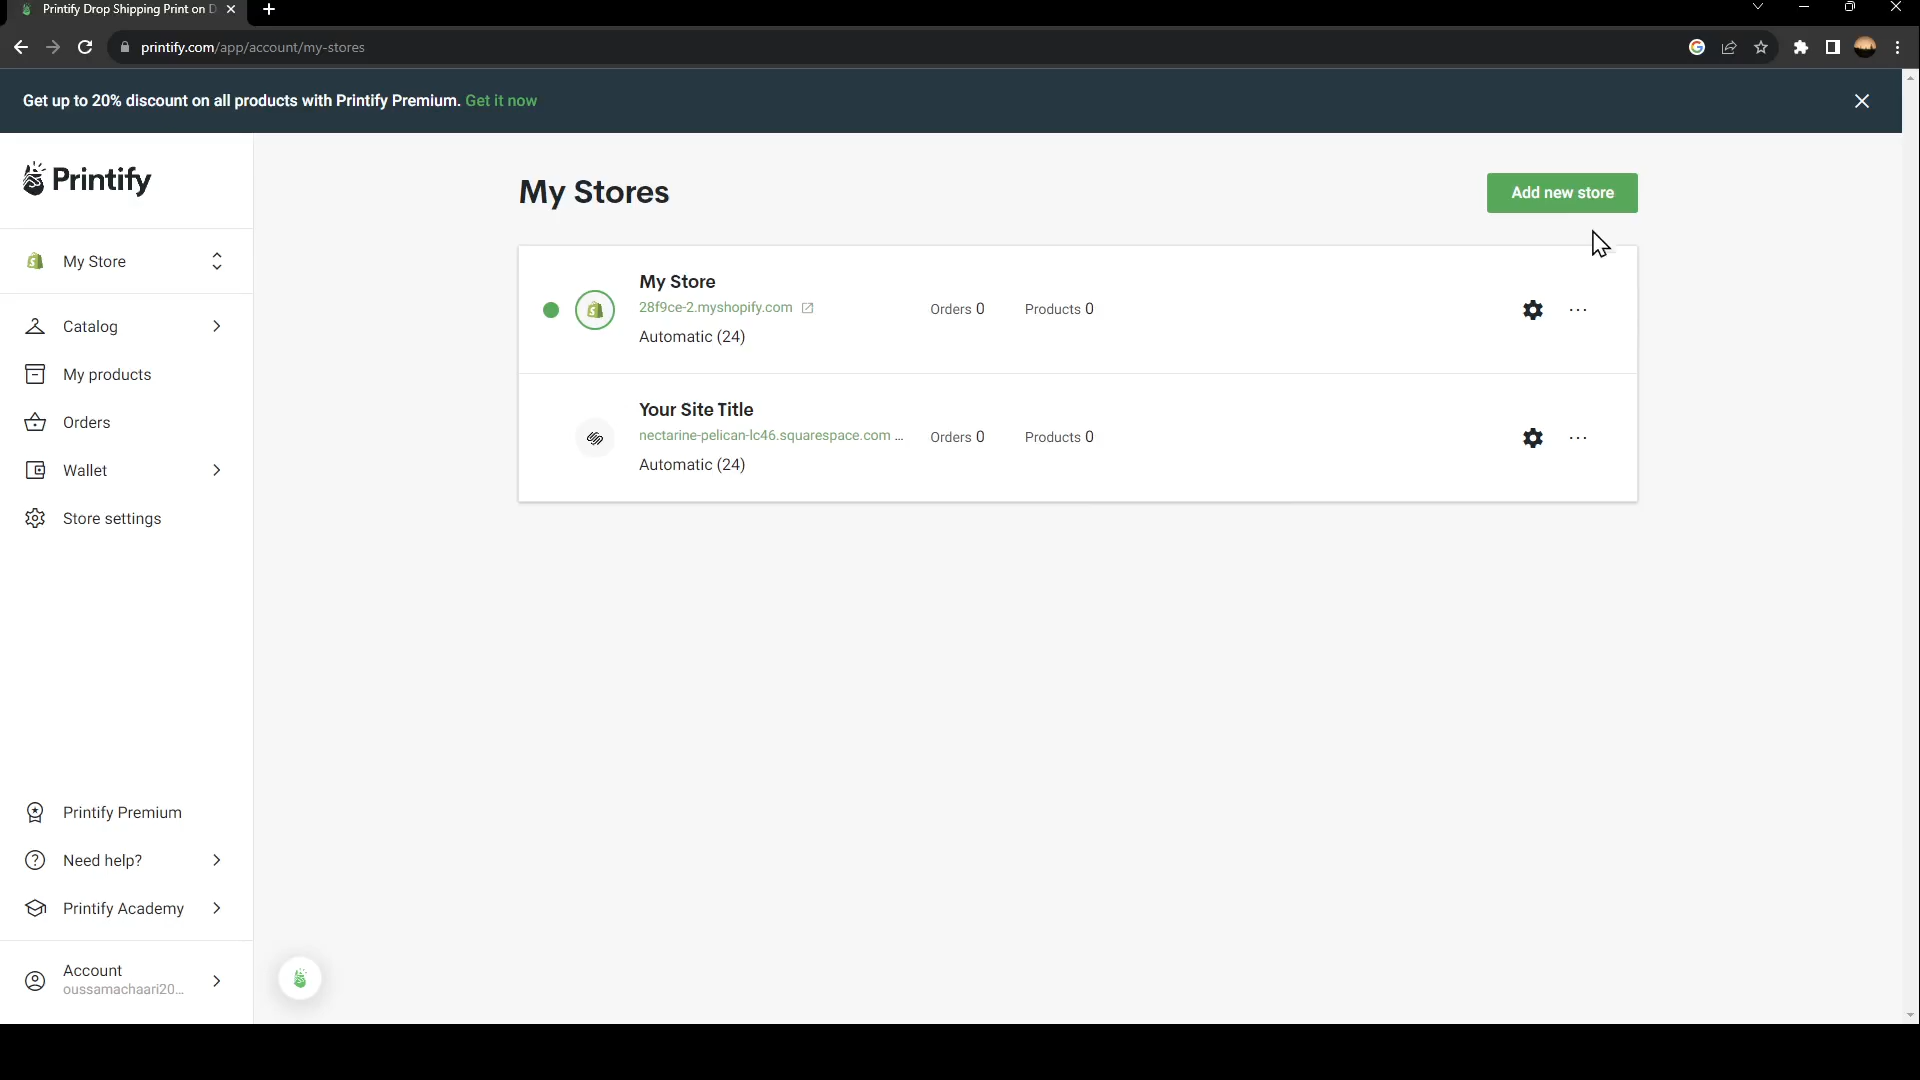 Printify Drop Shipping Print on D
printify.com/app/account/my-stores
Get up to 20% discount on all products with Printify Premium. Get it now
Printify
My Stores
Add new store
My Store
Catalog
My products
Orders
Wallet
Store settings
My Store
28f9ce-2.myshopify.com
Orders 0
Products 0
Automatic (24)
Your Site Title
nectarine-pelican-lc46.squarespace.com ...
Orders 0
Products 0
Automatic (24)
Printify Premium
Need help?
Printify Academy
Account
oussamachaari20...